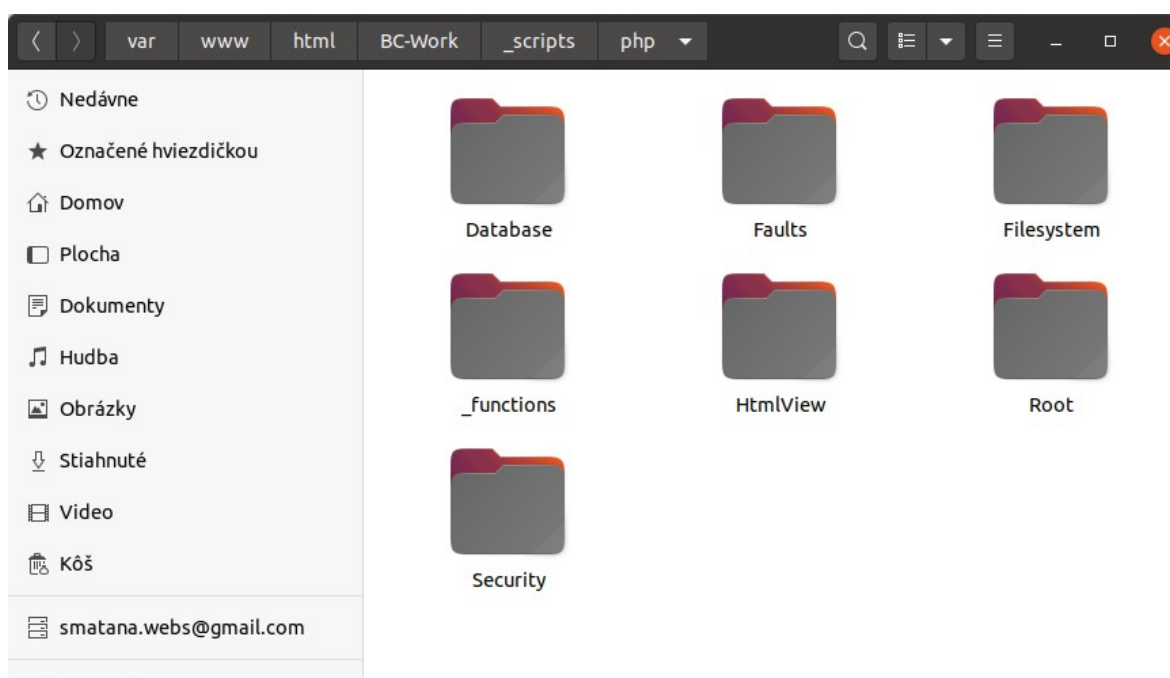 var www html BC-Work _scripts php
Nedávne
Označené hviezdičkou
Domov
Plocha
Dokumenty
Hudba
Obrázky
Stiahnuté
Video
Kôš
smatana.webs@gmail.com
Database Faults Filesystem
_functions HtmlView Root
Security